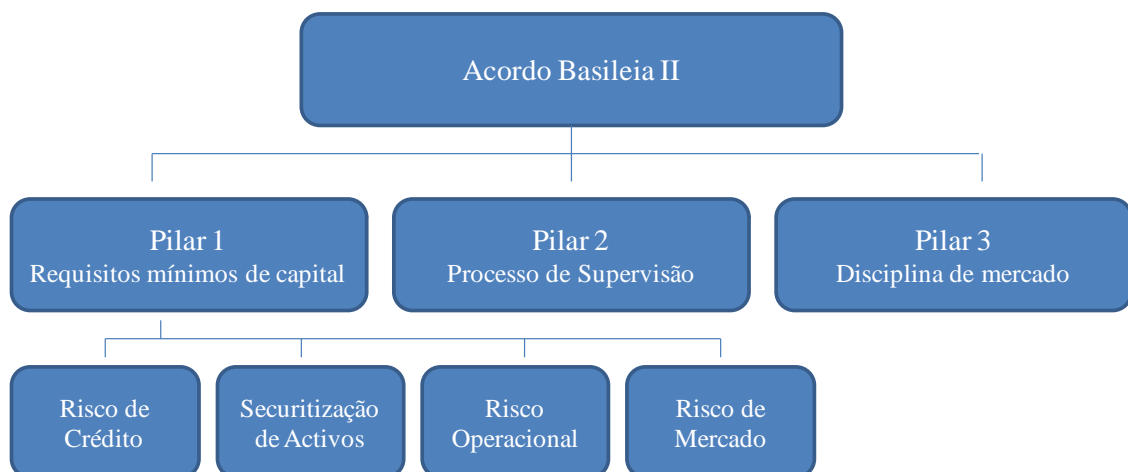 Acordo Basileia II
Pilar 1
Requisitos mínimos de capital
Pilar 2
Processo de Supervisão
Pilar 3
Disciplina de mercado
Risco de
Crédito
Securitização
de Activos
Risco
Operacional
Risco de
Mercado